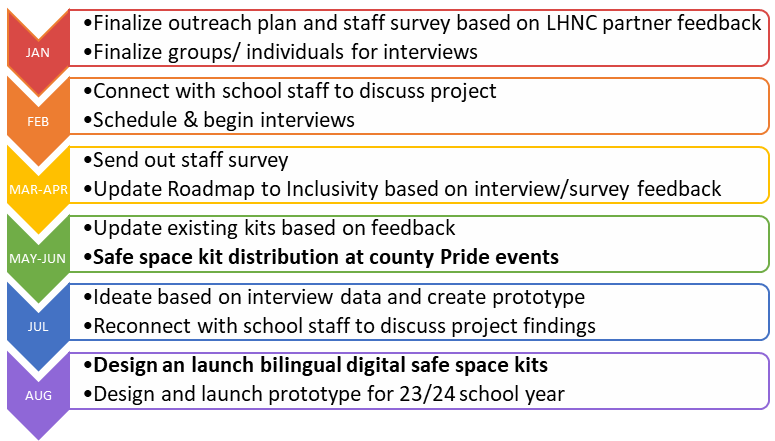 JAN
•Finalize outreach plan and staff survey based on LHNC partner feedback
•Finalize groups/ individuals for interviews
FEB
•Connect with school staff to discuss project
•Schedule & begin interviews
MAR-APR
•Send out staff survey
•Update Roadmap to Inclusivity based on interview/survey feedback
MAY-JUN
•Update existing kits based on feedback
•Safe space kit distribution at county Pride events
JUL
•Ideate based on interview data and create prototype
•Reconnect with school staff to discuss project findings
AUG
•Design an launch bilingual digital safe space kits
•Design and launch prototype for 23/24 school year